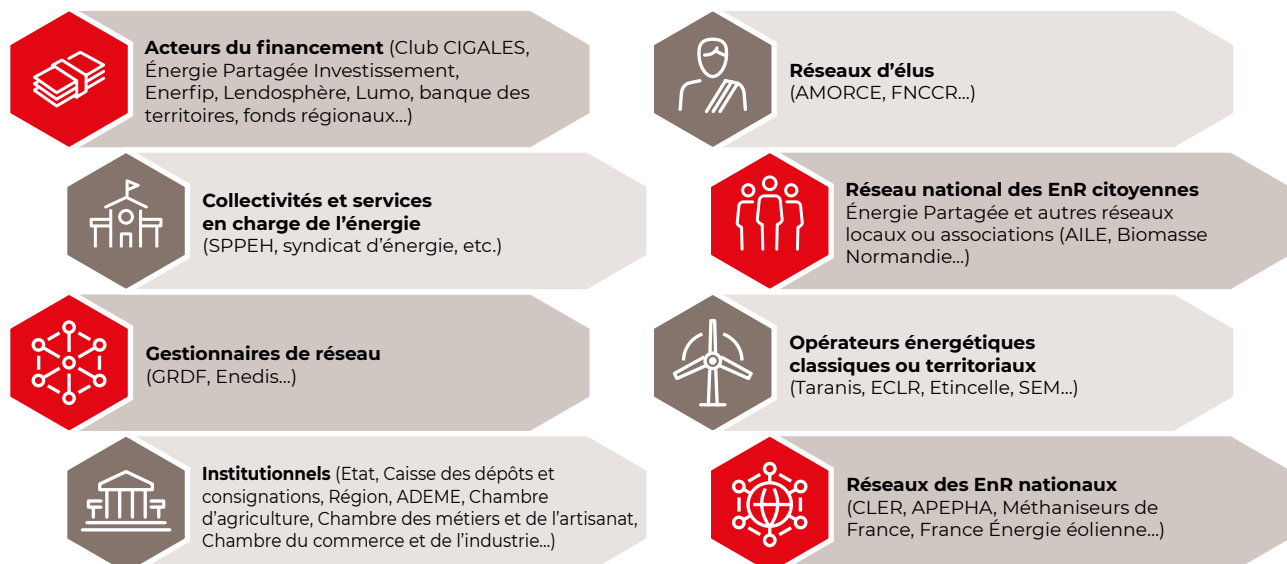 Acteurs du financement (Club CIGALES,
Énergie Partagée Investissement,
Enerfip, Lendosphère, Lumo, banque des
territoires, fonds régionaux...)
Collectivités et services
en charge de l’énergie
(SPPEH, syndicat d’énergie, etc.)
Gestionnaires de réseau
(GRDF, Enedis...)
Institutionnels (Etat, Caisse des dépôts et
consignations, Région, ADEME, Chambre
d’agriculture, Chambre des métiers et de l’artisanat,
Chambre du commerce et de l’industrie...)
Réseaux d’élus
(AMORCE, FNCCR...)
Réseau national des EnR citoyennes
Énergie Partagée et autres réseaux
locaux ou associations (AILE, Biomasse
Normandie...)
Opérateurs énergétiques
classiques ou territoriaux
(Taranis, ECLR, Etincelle, SEM...)
Réseaux des EnR nationaux
(CLER, APEPHA, Méthaniseurs de
France, France Énergie éolienne...)